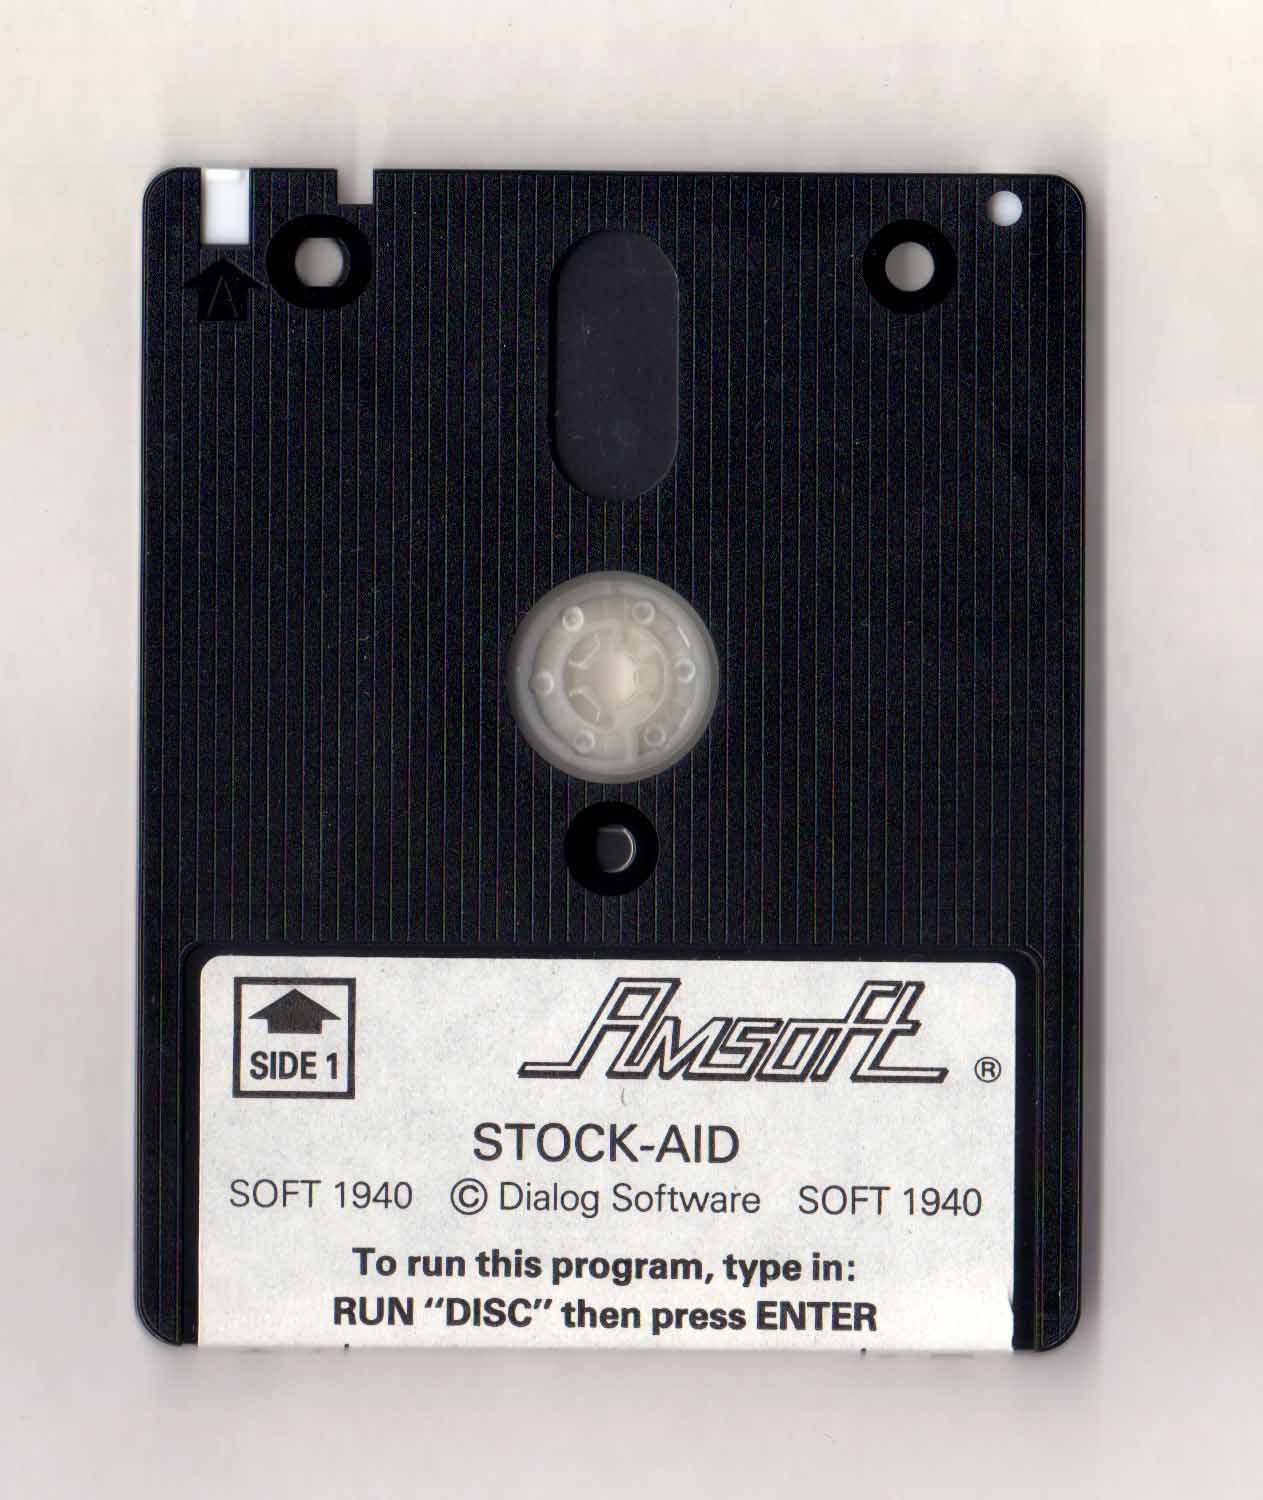 A
SIDE 1
Amsoft ®
STOCK-AID
SOFT 1940 © Dialog Software SOFT 1940
To run this program, type in:
RUN “DISC” then press ENTER